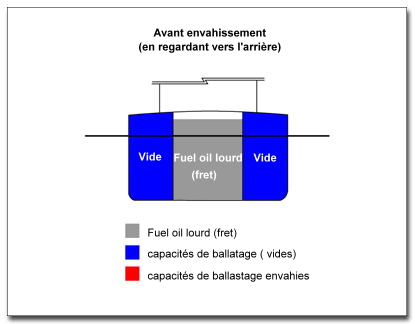 Avant envahissement
(en regardant vers l'arrière)
Vide
Fuel oil lourd
(fret)
Vide
Fuel oil lourd (fret)
capacités de ballatage ( vides)
capacités de ballastage envahies